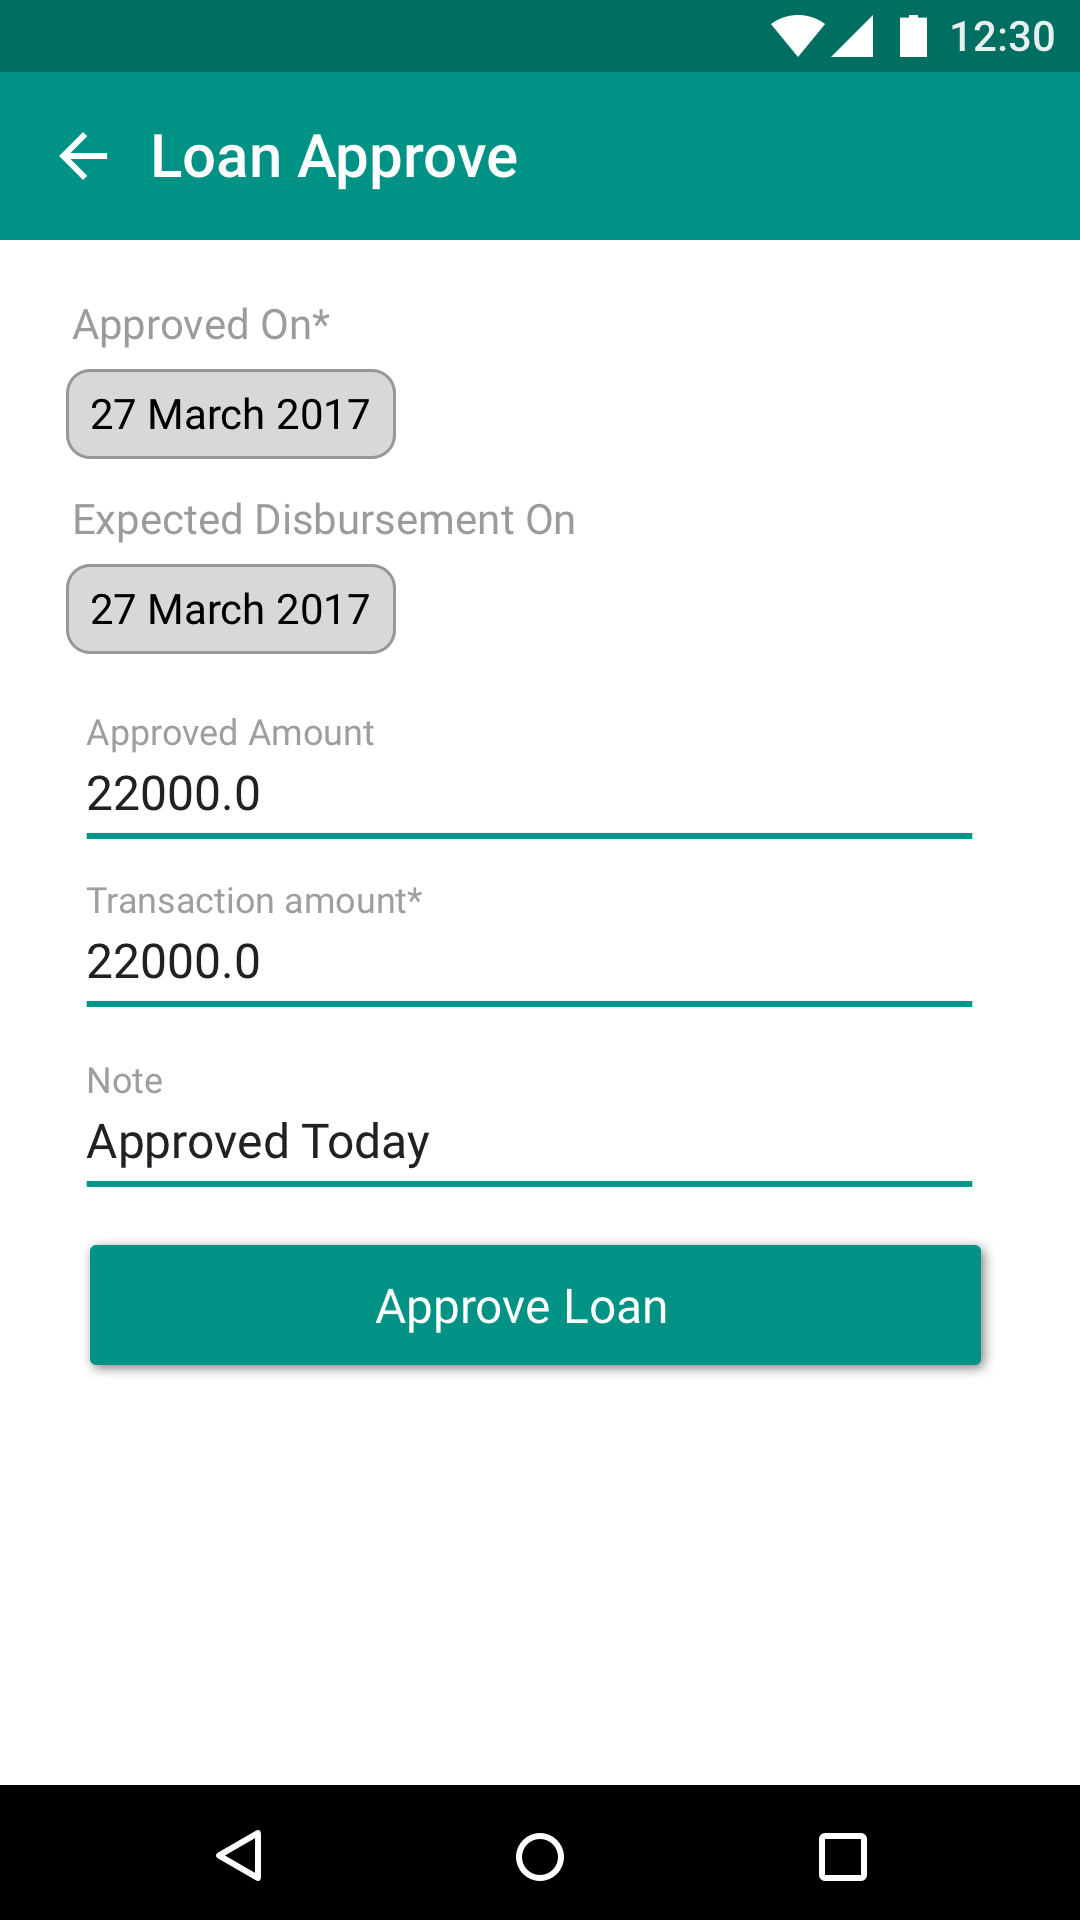 12:30
Loan Approve
Approved On*
27 March 2017
Expected Disbursement On
27 March 2017
Approved Amount
22000.0
Transaction amount*
22000.0
Note
Approved Today
Approve Loan